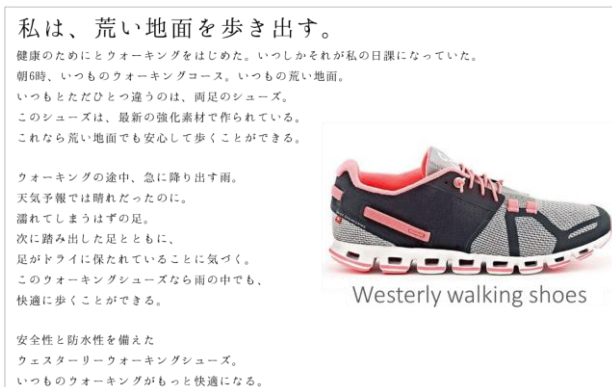 私は、荒い地面を歩き出す。
健康のためにとウォーキングをはじめた。いつしかそれが私の日課になっていた。
朝6時、いつものウォーキングコース。いつもの荒い地面。
いつもとただひとつ違うのは、両足のシューズ。
このシューズは、最新の強化素材で作られている。
これなら荒い地面でも安心して歩くことができる。
ウォーキングの途中、急に降り出す雨。
天気予報では晴れだったのに。
濡れてしまうはずの足。
次に踏み出した足とともに、
足がドライに保たれていることに気づく。
このウォーキングシューズなら雨の中でも、
快適に歩くことができる。
安全性と防水性を備えた
ウェスターリーウォーキングシューズ。
いつものウォーキングがもっと快適になる。
Westerly walking shoes